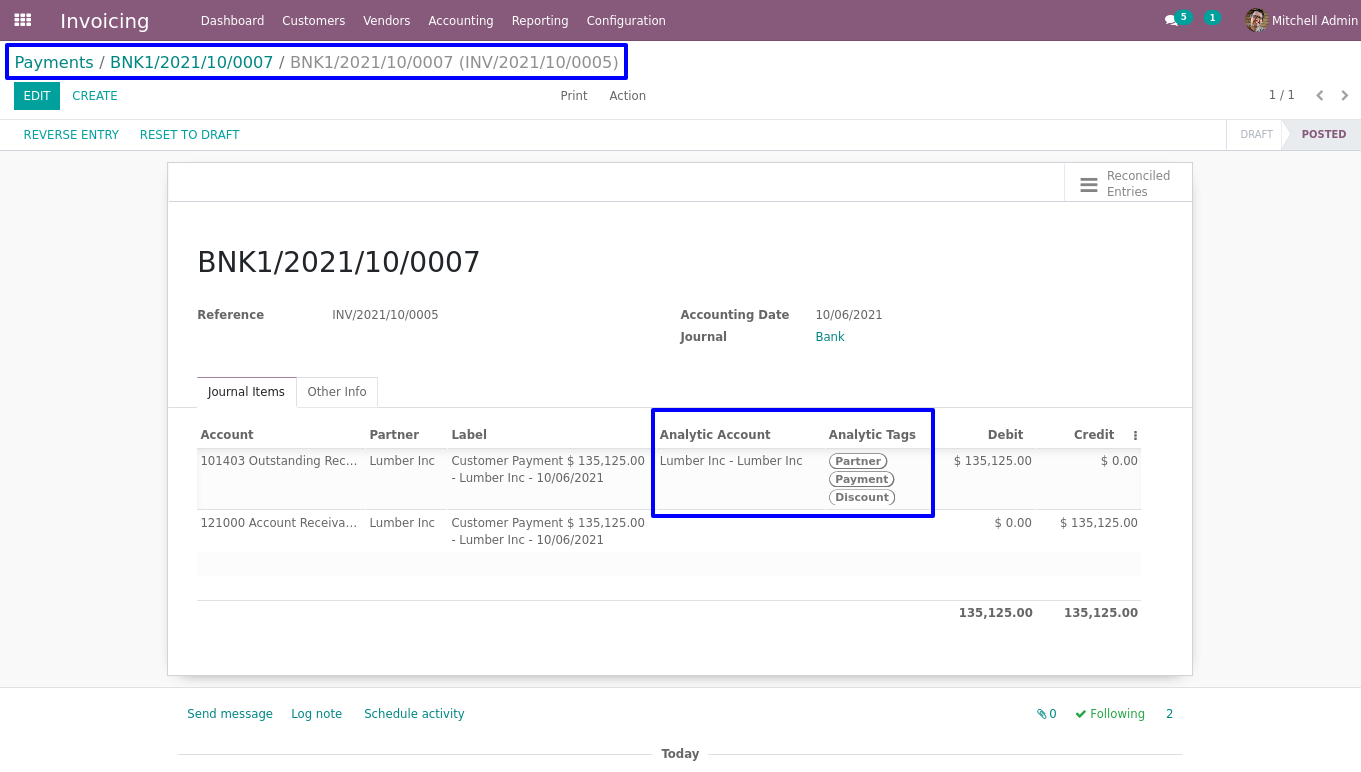 Invoicing Dashboard Customers Vendors Accounting Reporting Configuration 5 1 Mitchell Admin
Payments / BNK1/2021/10/0007 / BNK1/2021/10/0007 (INV/2021/10/0005)
EDIT CREATE Print Action 1 / 1
REVERSE ENTRY RESET TO DRAFT DRAFT POSTED
Reconciled
Entries
BNK1/2021/10/0007
Reference INV/2021/10/0005 Accounting Date 10/06/2021
Journal Bank
Journal Items Other Info
Account Partner Label Analytic Account Analytic Tags Debit Credit
101403 Outstanding Rec... Lumber Inc Customer Payment $ 135,125.00 Lumber Inc - Lumber Inc Partner $ 135,125.00 $ 0.00
- Lumber Inc - 10/06/2021 Payment
Discount
121000 Account Receiva... Lumber Inc Customer Payment $ 135,125.00 $ 0.00 $ 135,125.00
- Lumber Inc - 10/06/2021
135,125.00 135,125.00
Send message Log note Schedule activity 0 Following 2
Today